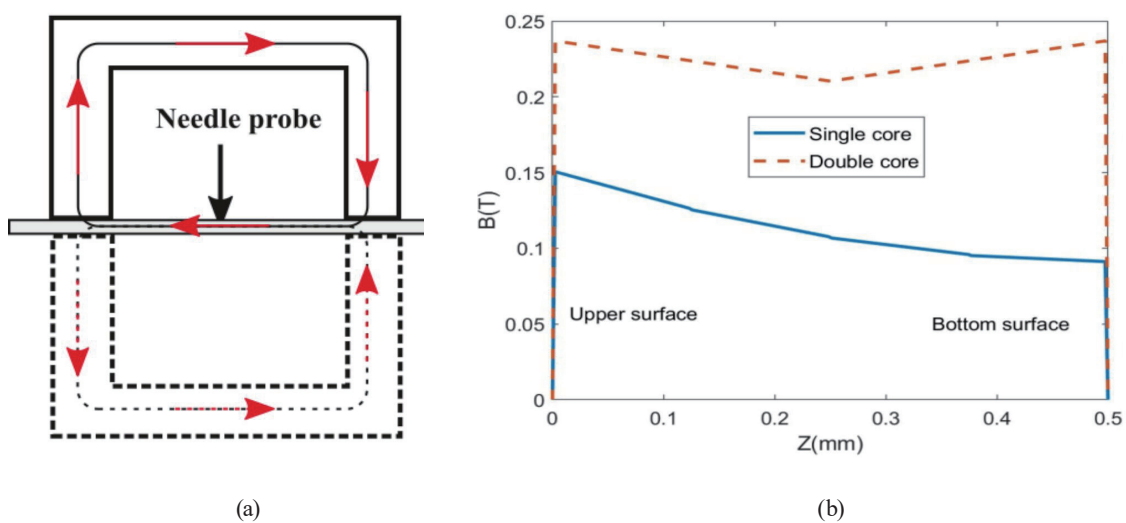 Needle probe
(a)
0.25
0.2
0.15
0.1
0.05
0
B(T)
Single core
Double core
Upper surface
Bottom surface
0
0.1
0.2
0.3
0.4
0.5
Z(mm)
(b)